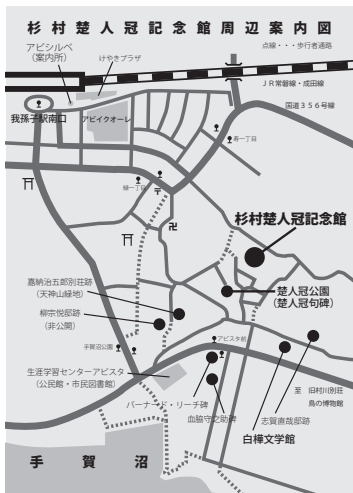 杉村楚人冠記念館周辺案内図
点線・・・歩行者通路
アビシルベ
（案内所）
けやきプラザ
ＪＲ常磐線・成田線
国道３５６号線
我孫子駅南口
アビイクオーレ
寿一丁目
緑一丁目
杉村楚人冠記念館
嘉納治五郎別荘跡
（天神山緑地）
楚人冠公園
（楚人冠句碑）
柳宗悦邸跡
（非公開）
手賀沼公園
アビスタ前
生涯学習センターアビスタ
（公民館・市民図書館）
バーナード・リーチ碑
血脇守之助碑
志賀直哉邸跡
白樺文学館
至　旧村川別荘
鳥の博物館
手賀沼